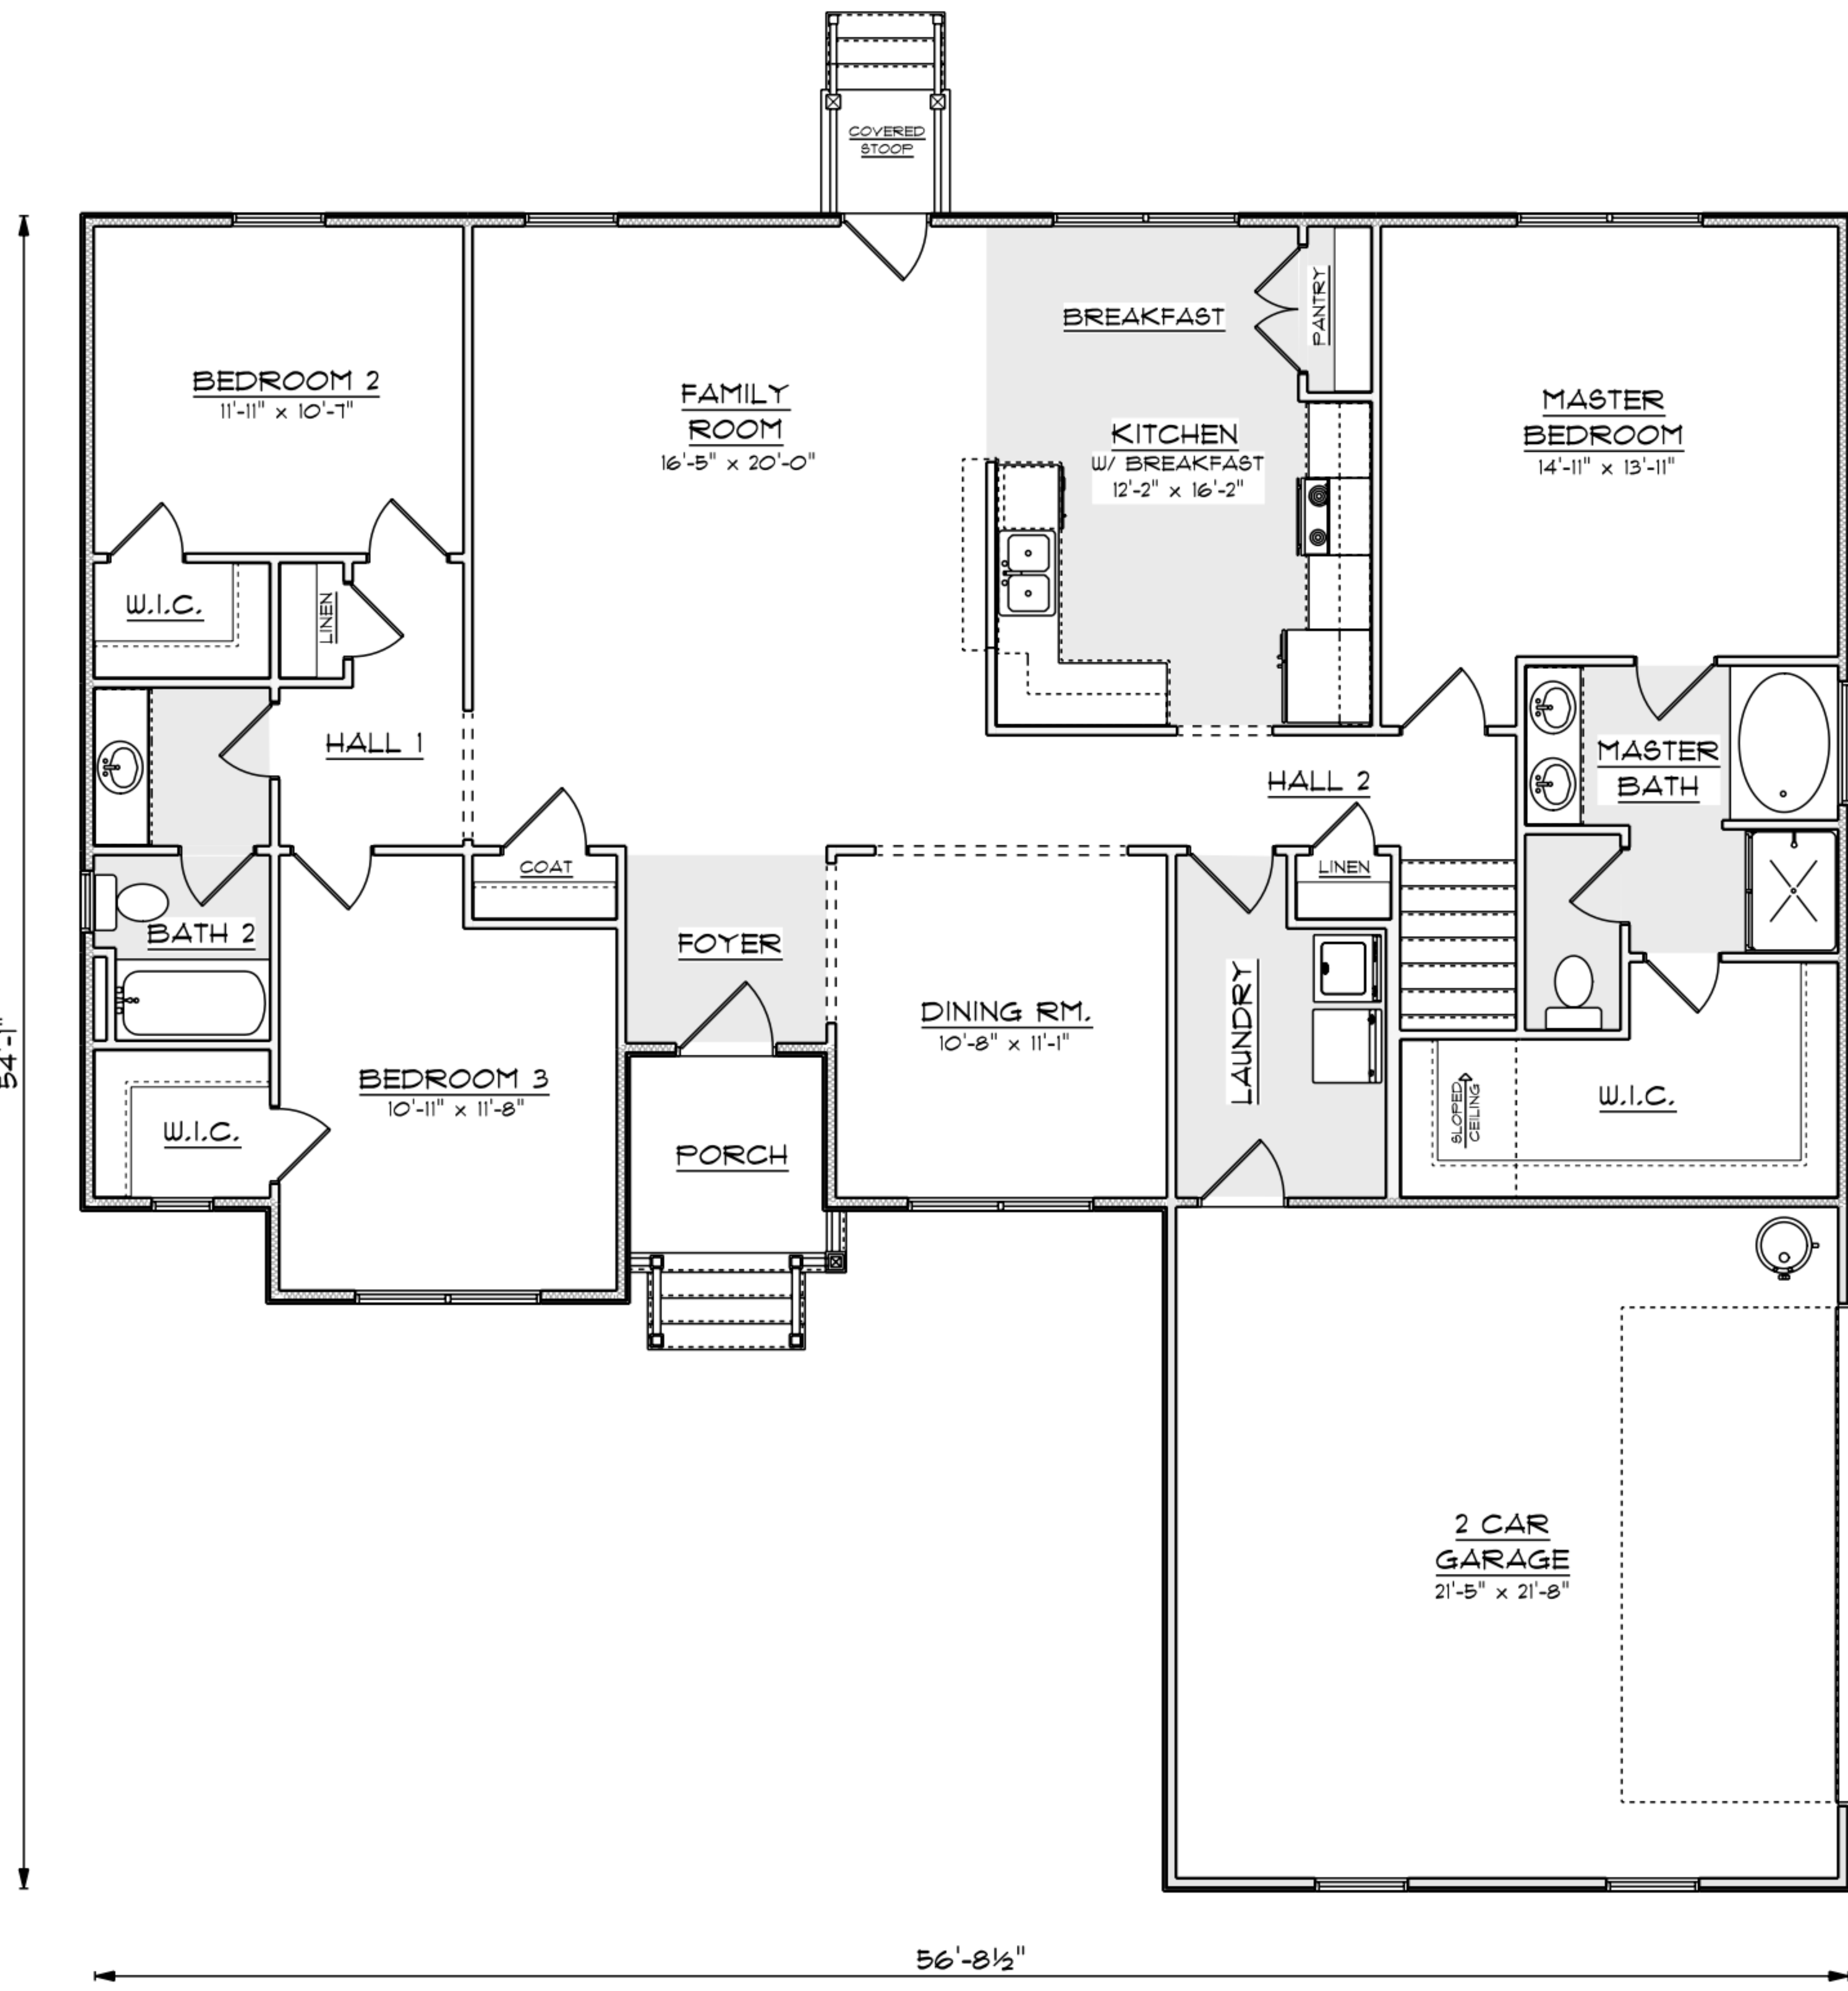 COVERED
STOOP
BREAKFAST
PANTRY
BEDROOM 2
11'-11" x 10'-7"
FAMILY
ROOM
16'-5" x 20'-0"
KITCHEN
W/ BREAKFAST
12'-2" x 16'-2"
MASTER
BEDROOM
14'-11" x 13'-11"
W.I.C.
LINEN
HALL 1
HALL 2
MASTER
BATH
COAT
LINEN
BATH 2
FOYER
DINING RM.
10'-8" x 11'-1"
LAUNDRY
54'-1"
BEDROOM 3
10'-11" x 11'-8"
W.I.C.
PORCH
SLOPED
CEILING
W.I.C.
2 CAR
GARAGE
21'-5" x 21'-8"
56'-8½"